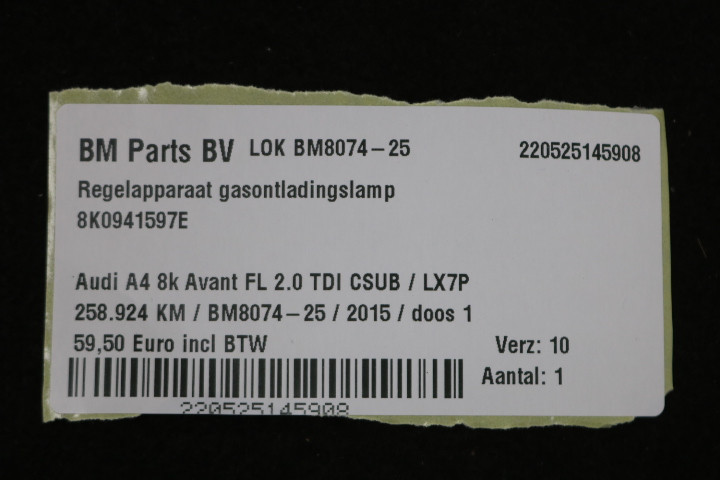 BM Parts BV LOK BM8074-25 220525145908
Regelapparaat gasontladingslamp
8K0941597E
Audi A4 8k Avant FL 2.0 TDI CSUB / LX7P
258.924 KM / BM8074-25 / 2015 / doos 1
59,50 Euro incl BTW Verz: 10
Aantal: 1
220525145908